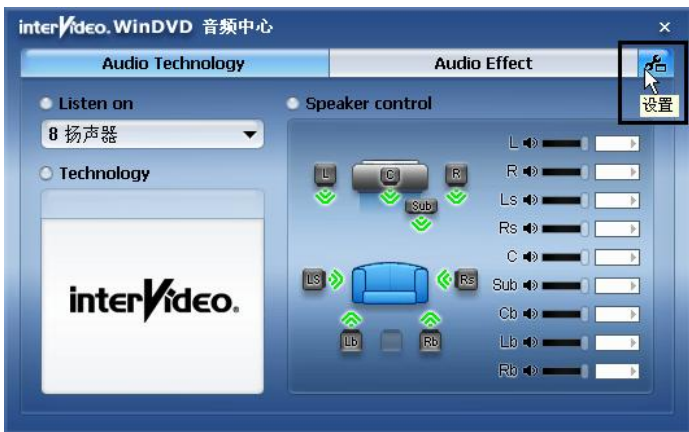 interVideo. WinDVD 音频中心
Audio Technology
Audio Effect
设置
Listen on
8 扬声器
Technology
interVideo.
Speaker control
L
C
R
Sub
LS
Rs
Lb
Rb
L
R
Ls
Rs
C
Sub
Cb
Lb
Rb